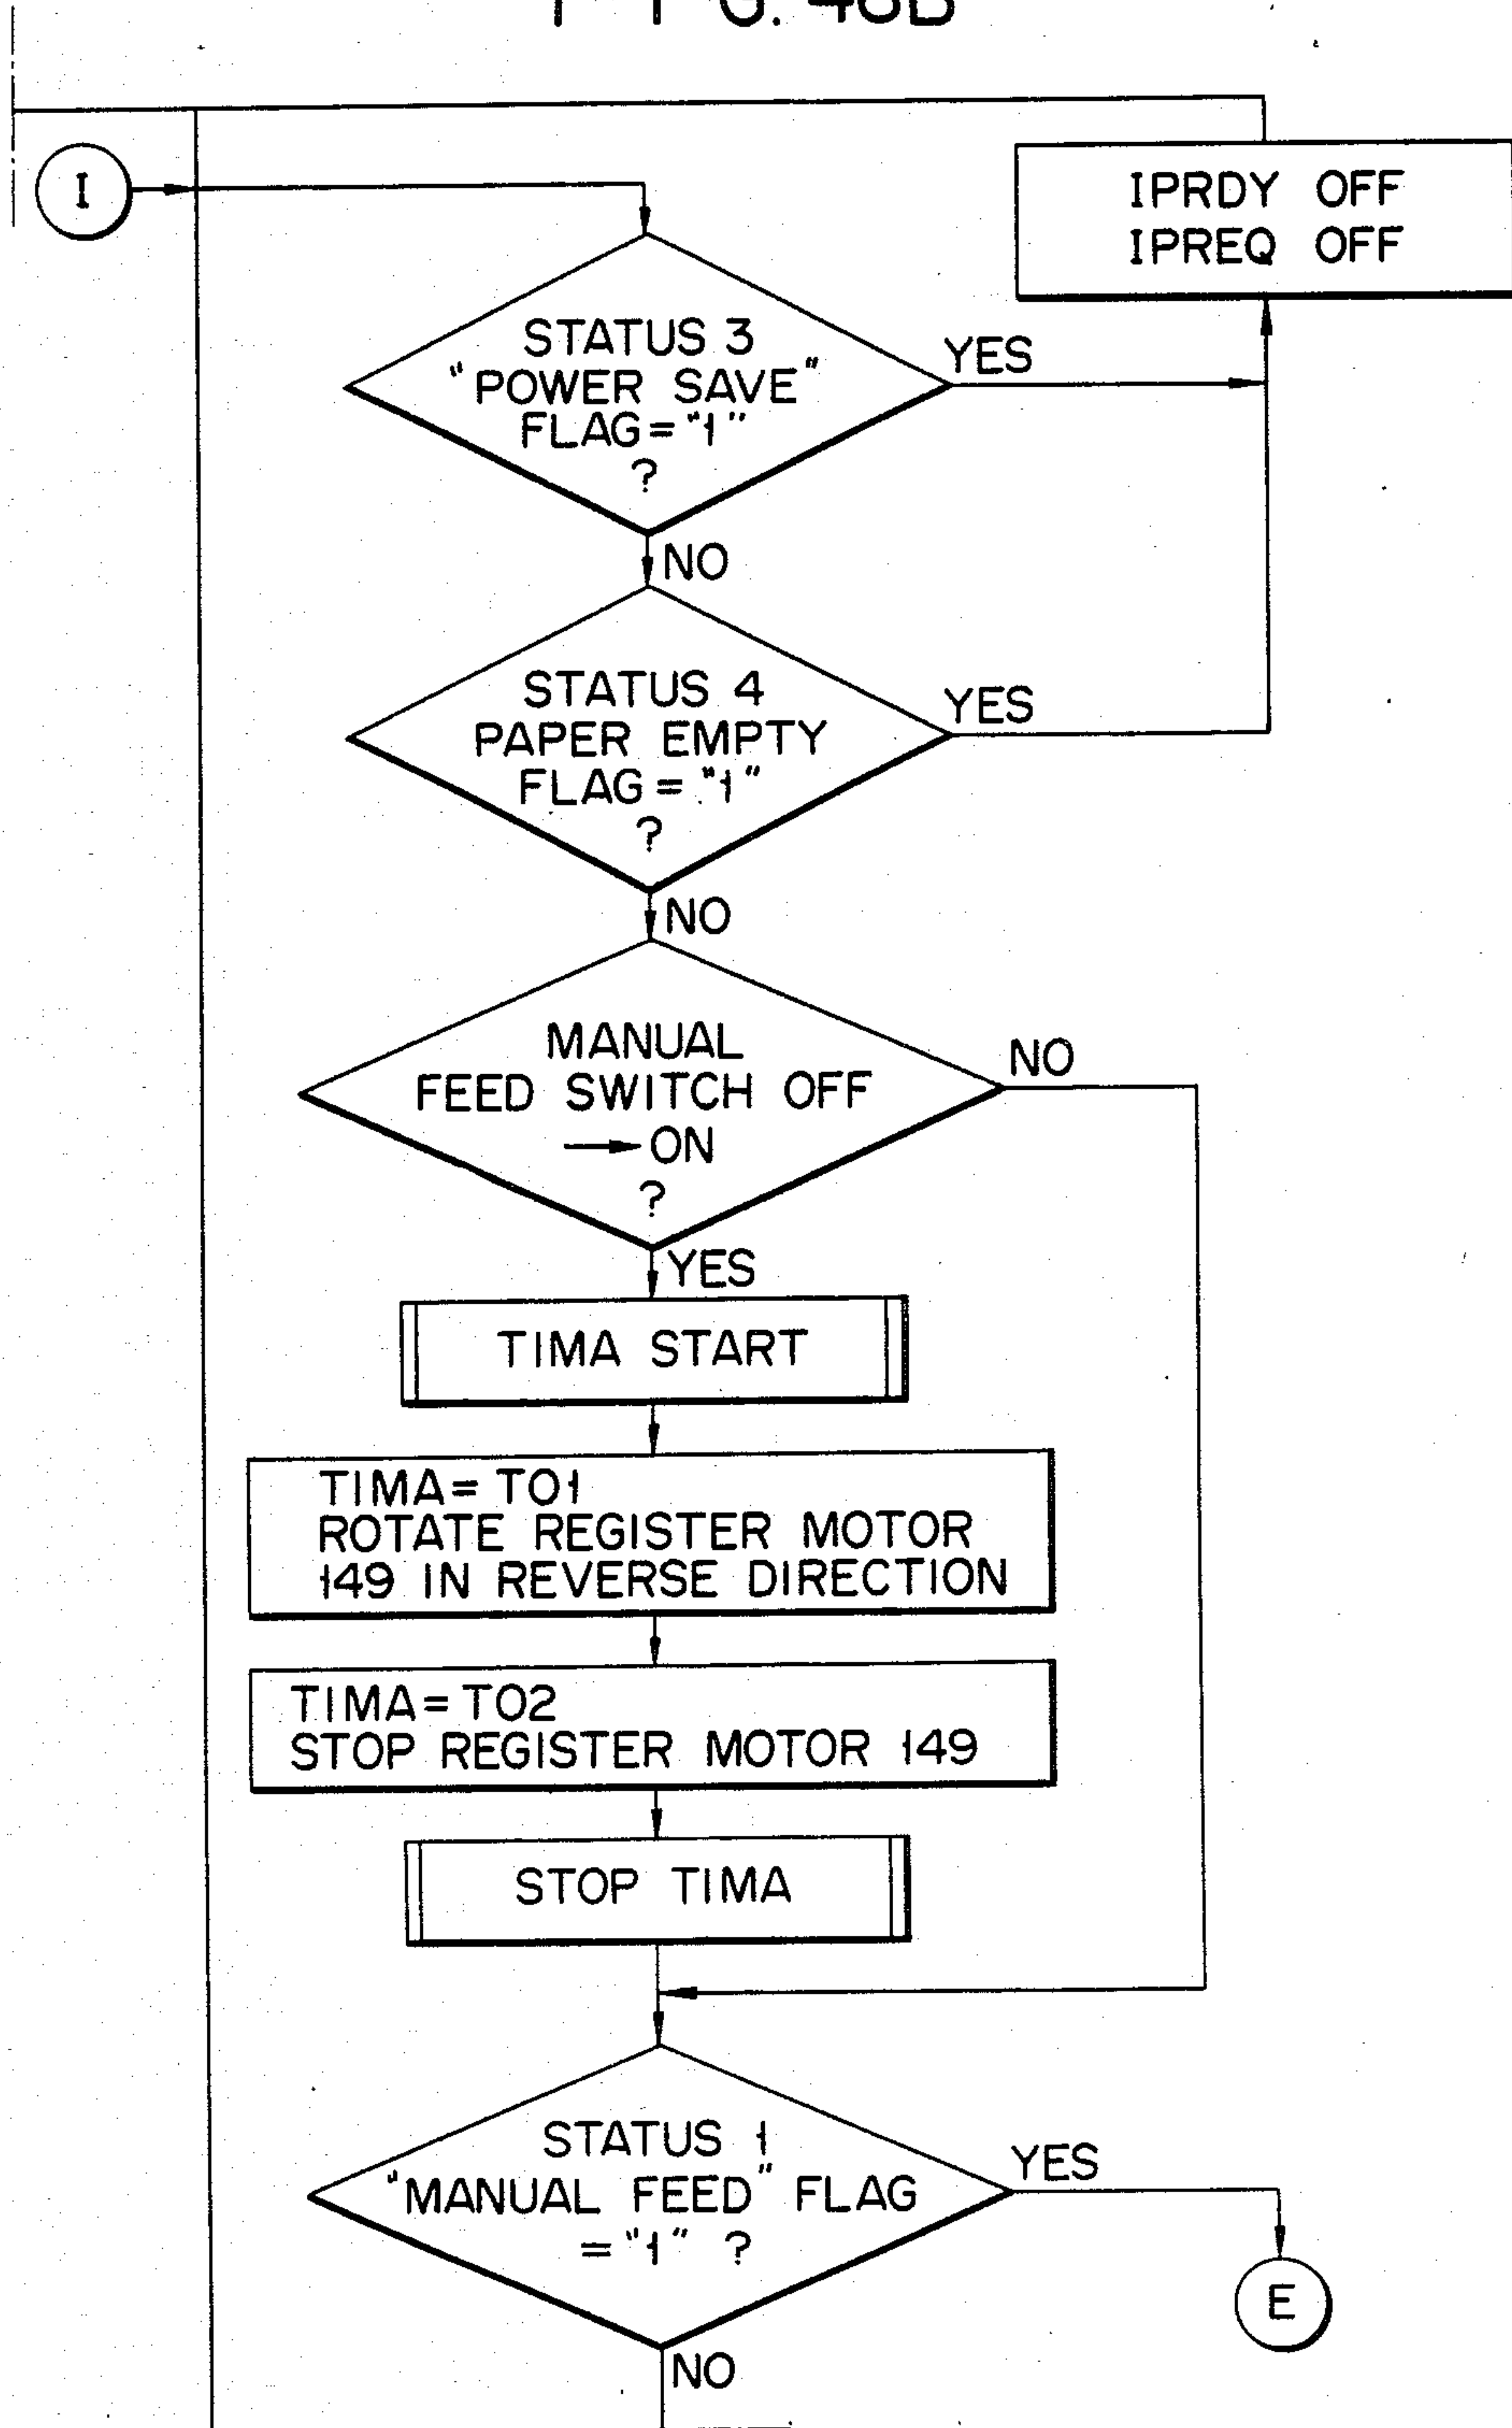 I
IPRDY OFF
IPREQ OFF
STATUS 3
"POWER SAVE"
FLAG = "1"
?
YES
NO
STATUS 4
PAPER EMPTY
FLAG = "1"
?
YES
NO
MANUAL
FEED SWITCH OFF
→ ON
?
NO
YES
TIMA START
TIMA = TO1
ROTATE REGISTER MOTOR
149 IN REVERSE DIRECTION
TIMA = TO2
STOP REGISTER MOTOR 149
STOP TIMA
STATUS 1
"MANUAL FEED" FLAG
= "1" ?
YES
E
NO